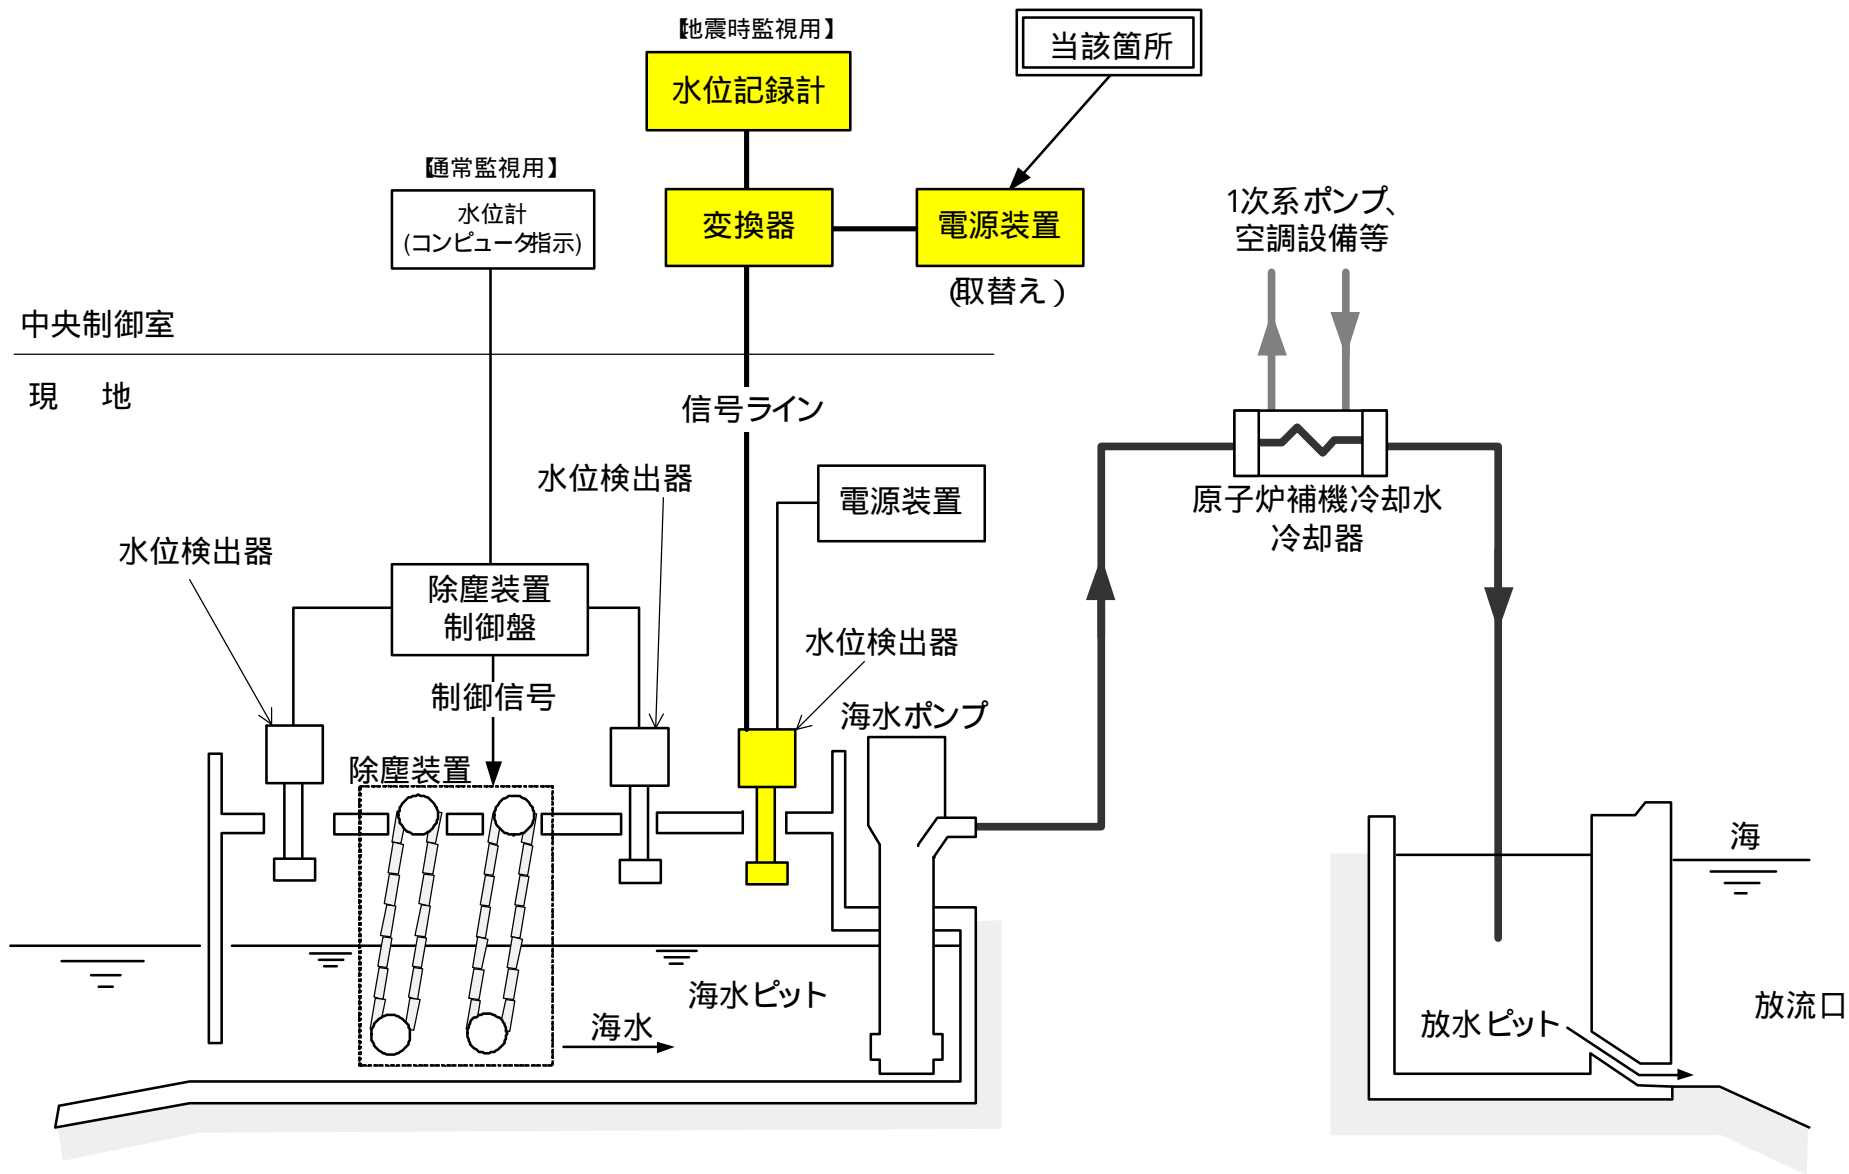 【地震時監視用】
当該箇所
水位記録計
【通常監視用】
水位計
(コンピュータ指示)
変換器
電源装置
(取替え)
1次系ポンプ、
空調設備等
中央制御室
現 地
信号ライン
水位検出器
電源装置
原子炉補機冷却水
冷却器
水位検出器
除塵装置
制御盤
水位検出器
制御信号
海水ポンプ
除塵装置
海
海水ピット
海水
放水ピット
放流口